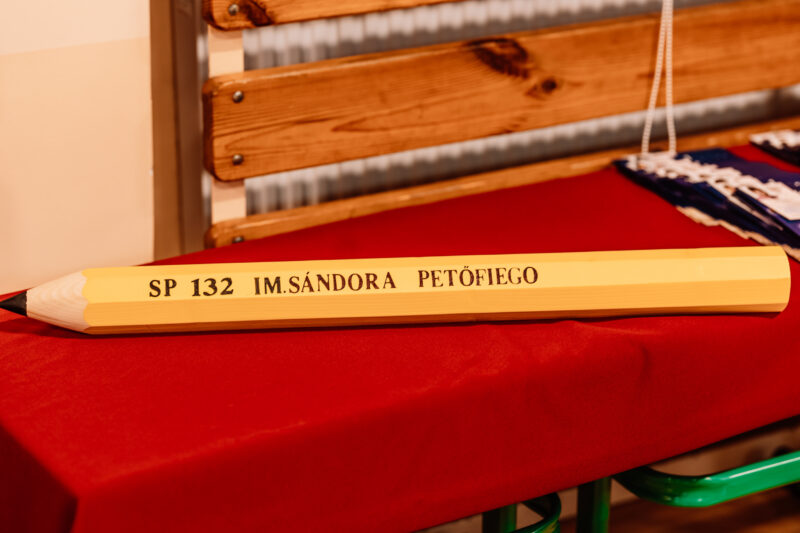 SP 132 IM.SÁNDORA PETŐFIEGO